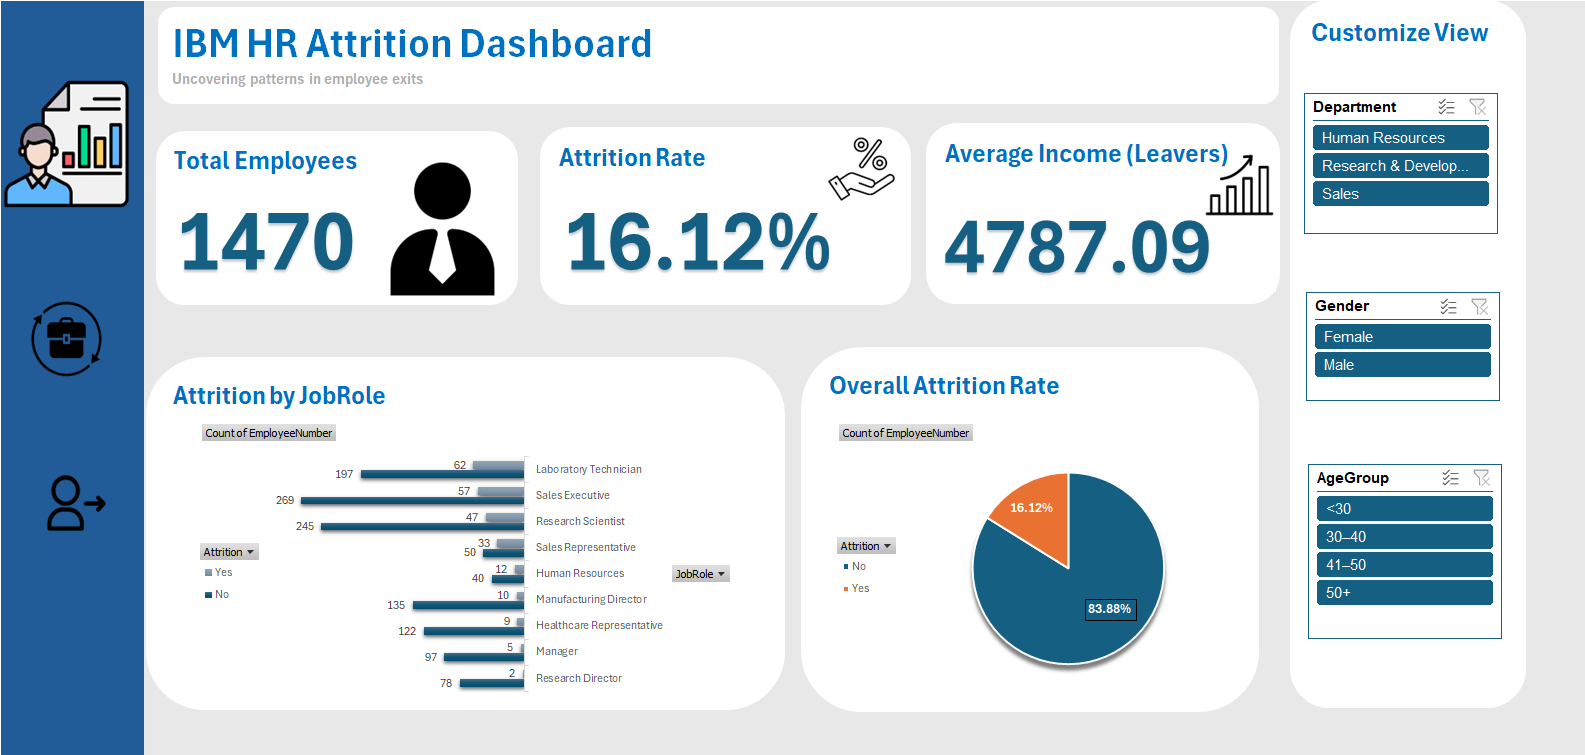 IBM HR Attrition Dashboard
Uncovering patterns in employee exits
Customize View
Total Employees
1470
Attrition Rate
16.12%
Average Income (Leavers)
4787.09
Department
Human Resources
Research & Develop...
Sales
Gender
Female
Male
AgeGroup
<30
30–40
41–50
50+
Attrition by JobRole
Count of EmployeeNumber
62
197
Laboratory Technician
57
269
Sales Executive
47
245
Research Scientist
33
50
Sales Representative
12
40
Human Resources
10
135
Manufacturing Director
9
122
Healthcare Representative
5
97
Manager
2
78
Research Director
Attrition
Yes
No
JobRole
Overall Attrition Rate
Count of EmployeeNumber
Attrition
No
Yes
16.12%
83.88%